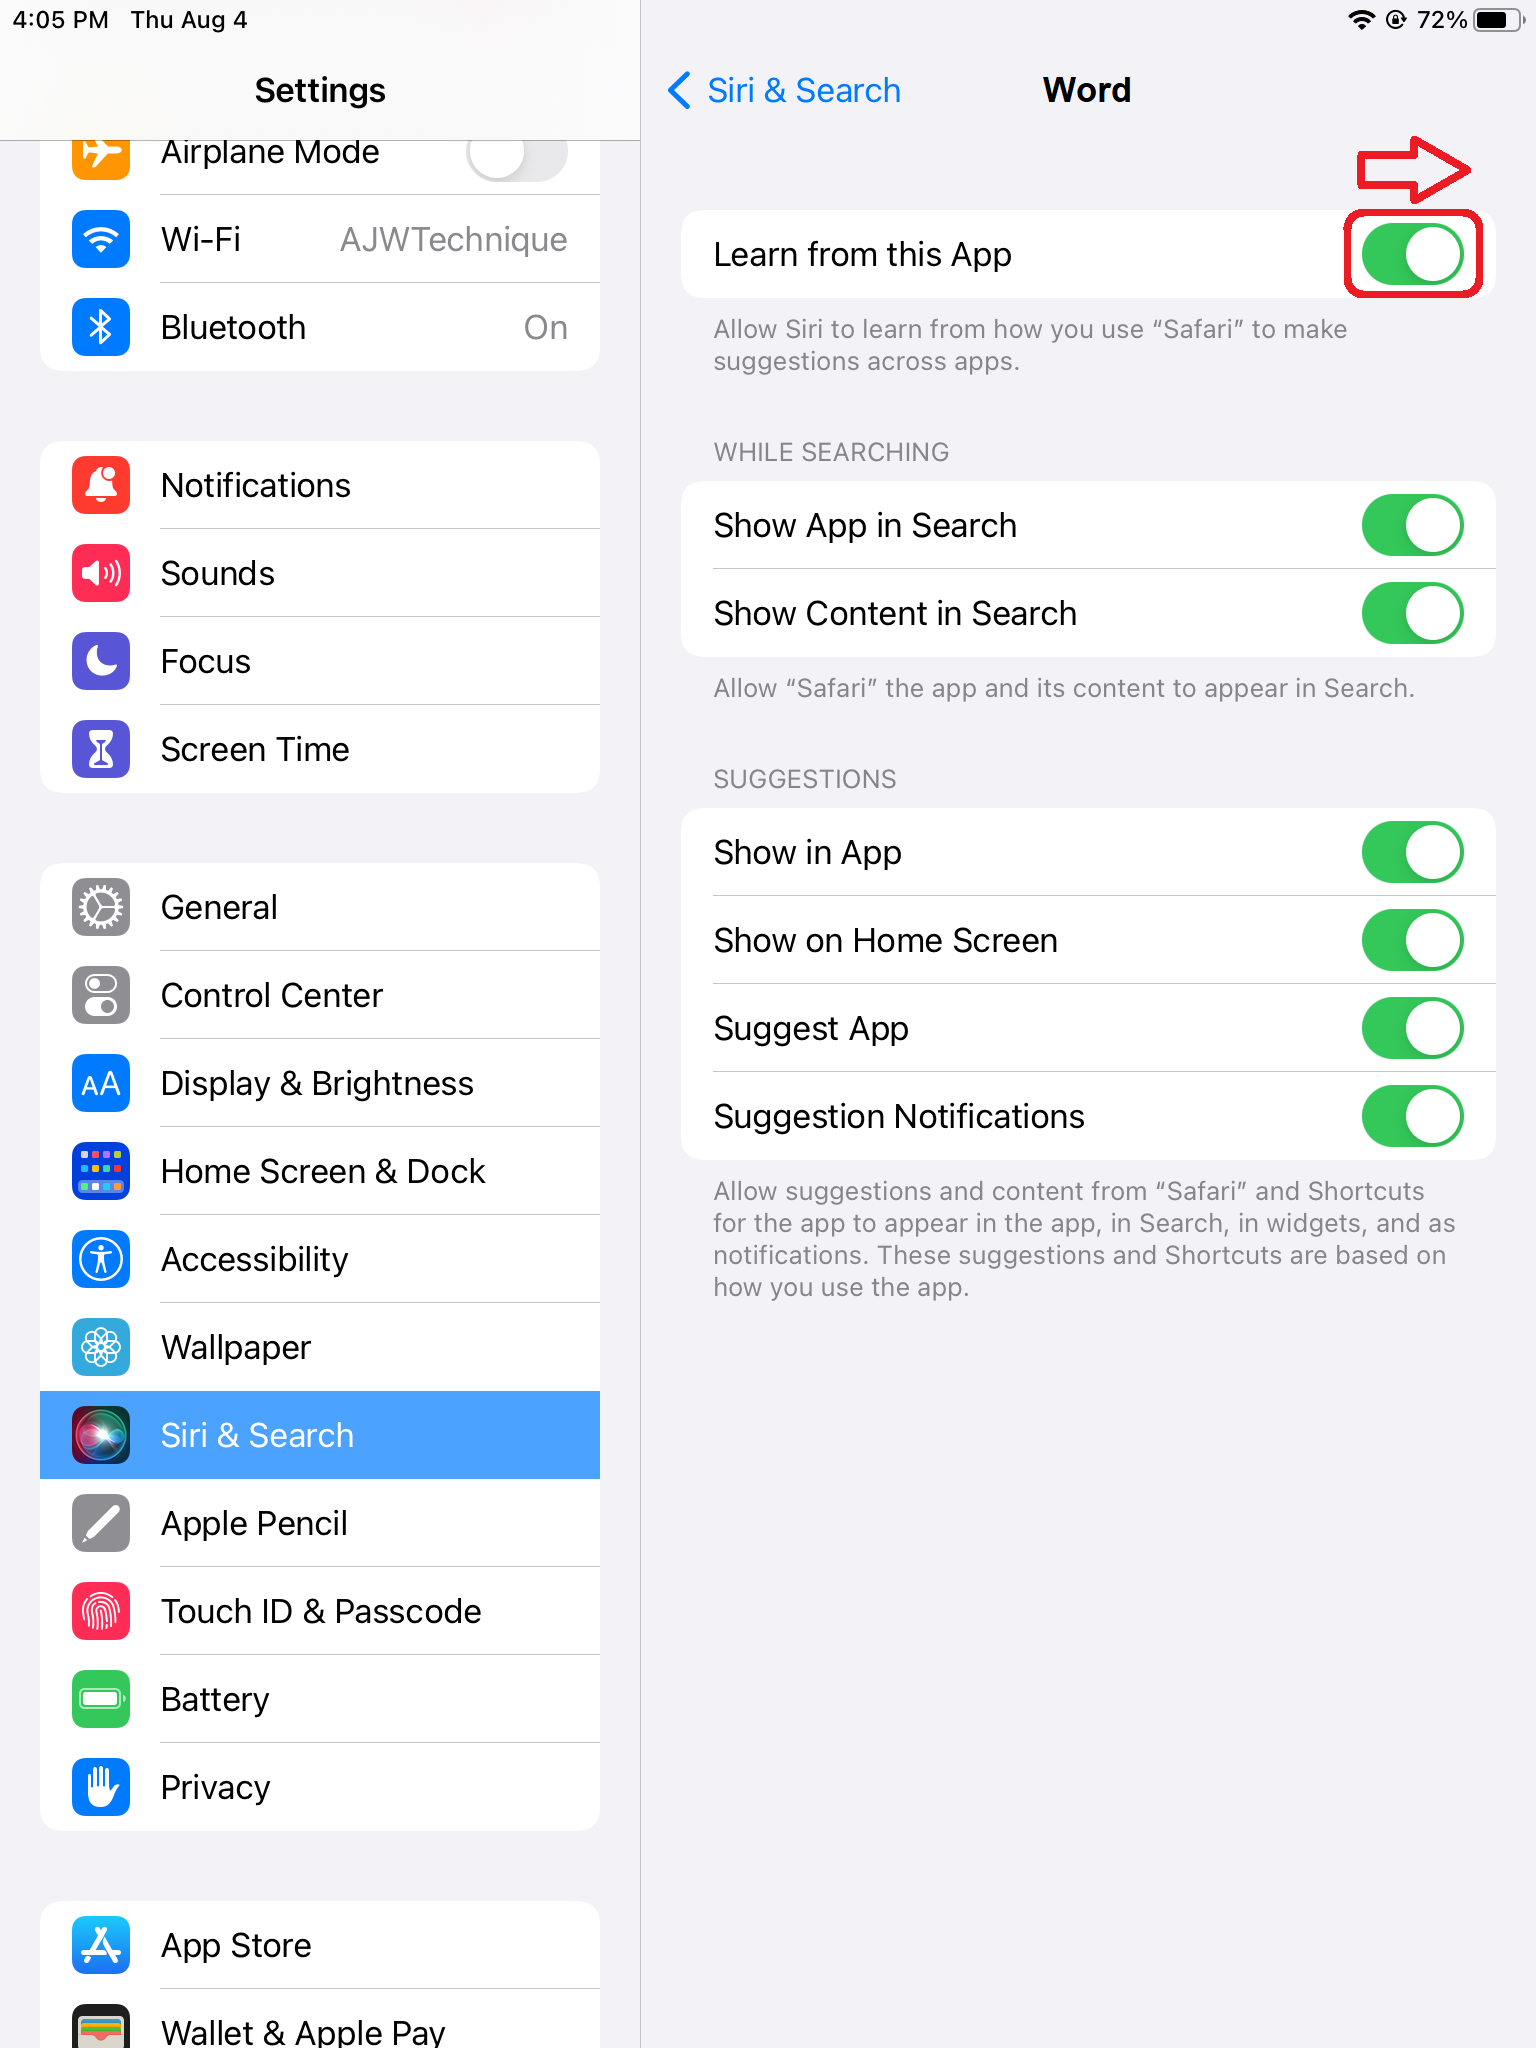 4:05 PM Thu Aug 4
72%
Settings
Airplane Mode
Wi-Fi AJWTechnique
Bluetooth On
Notifications
Sounds
Focus
Screen Time
General
Control Center
AA Display & Brightness
Home Screen & Dock
Accessibility
Wallpaper
Siri & Search
Apple Pencil
Touch ID & Passcode
Battery
Privacy
App Store
Wallet & Apple Pay
Siri & Search Word
Learn from this App
Allow Siri to learn from how you use “Safari” to make
suggestions across apps.
WHILE SEARCHING
Show App in Search
Show Content in Search
Allow “Safari” the app and its content to appear in Search.
SUGGESTIONS
Show in App
Show on Home Screen
Suggest App
Suggestion Notifications
Allow suggestions and content from “Safari” and Shortcuts
for the app to appear in the app, in Search, in widgets, and as
notifications. These suggestions and Shortcuts are based on
how you use the app.